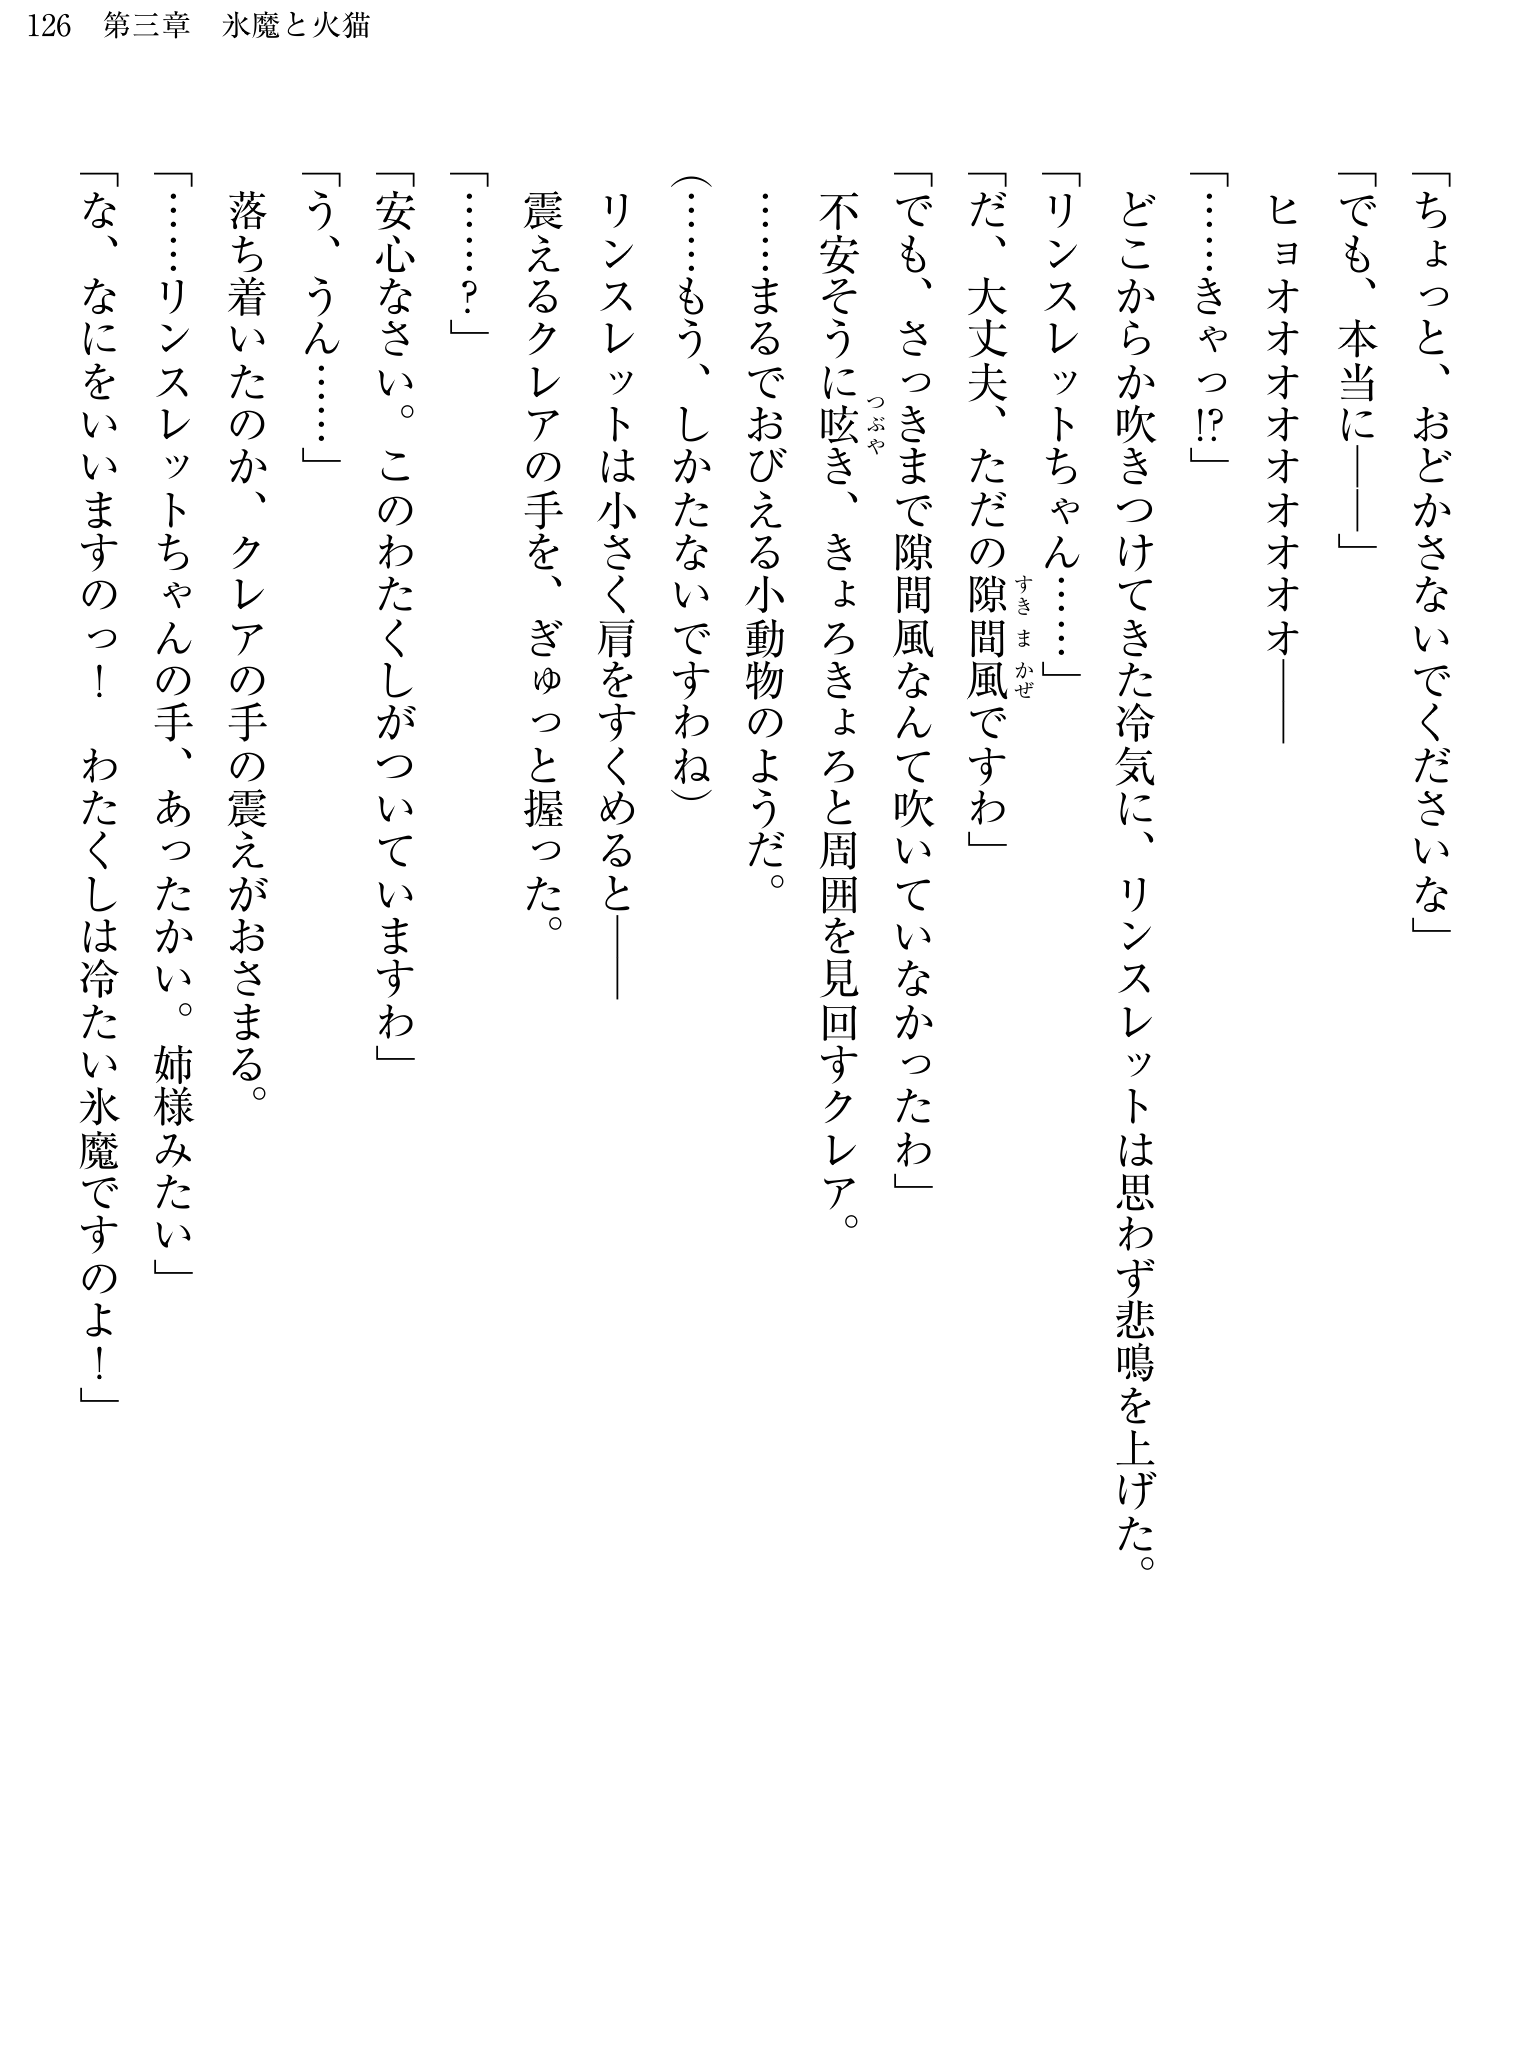 126 第三章 氷魔と火猫
「ちょっと、おどかさないでくださいな」
「でも、本当に――」
ヒョオオオオオオオオオ――
「……きゃっ!?」
どこからか吹きつけてきた冷気に、リンスレットは思わず悲鳴を上げた。
「リンスレットちゃん……」
「だ、大丈夫、ただの隙間風ですわ」
すきまかぜ
「でも、さっきまで隙間風なんて吹いていなかったわ」
不安そうに呟き、きょろきょろと周囲を見回すクレア。
つぶや
……まるでおびえる小動物のようだ。
(……もう、しかたないですわね)
リンスレットは小さく肩をすくめると――
震えるクレアの手を、ぎゅっと握った。
「……?」
「安心なさい。このわたくしがついていますわ」
「う、うん……」
落ち着いたのか、クレアの手の震えがおさまる。
「……リンスレットちゃんの手、あったかい。姉様みたい」
「な、なにをいいますのっ! わたくしは冷たい氷魔ですのよ!」